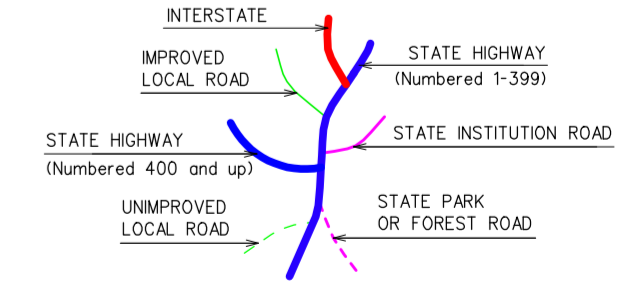 INTERSTATE
IMPROVED
LOCAL ROAD
STATE HIGHWAY
(Numbered 1-399)
STATE HIGHWAY
(Numbered 400 and up)
STATE INSTITUTION ROAD
UNIMPROVED
LOCAL ROAD
STATE PARK
OR FOREST ROAD